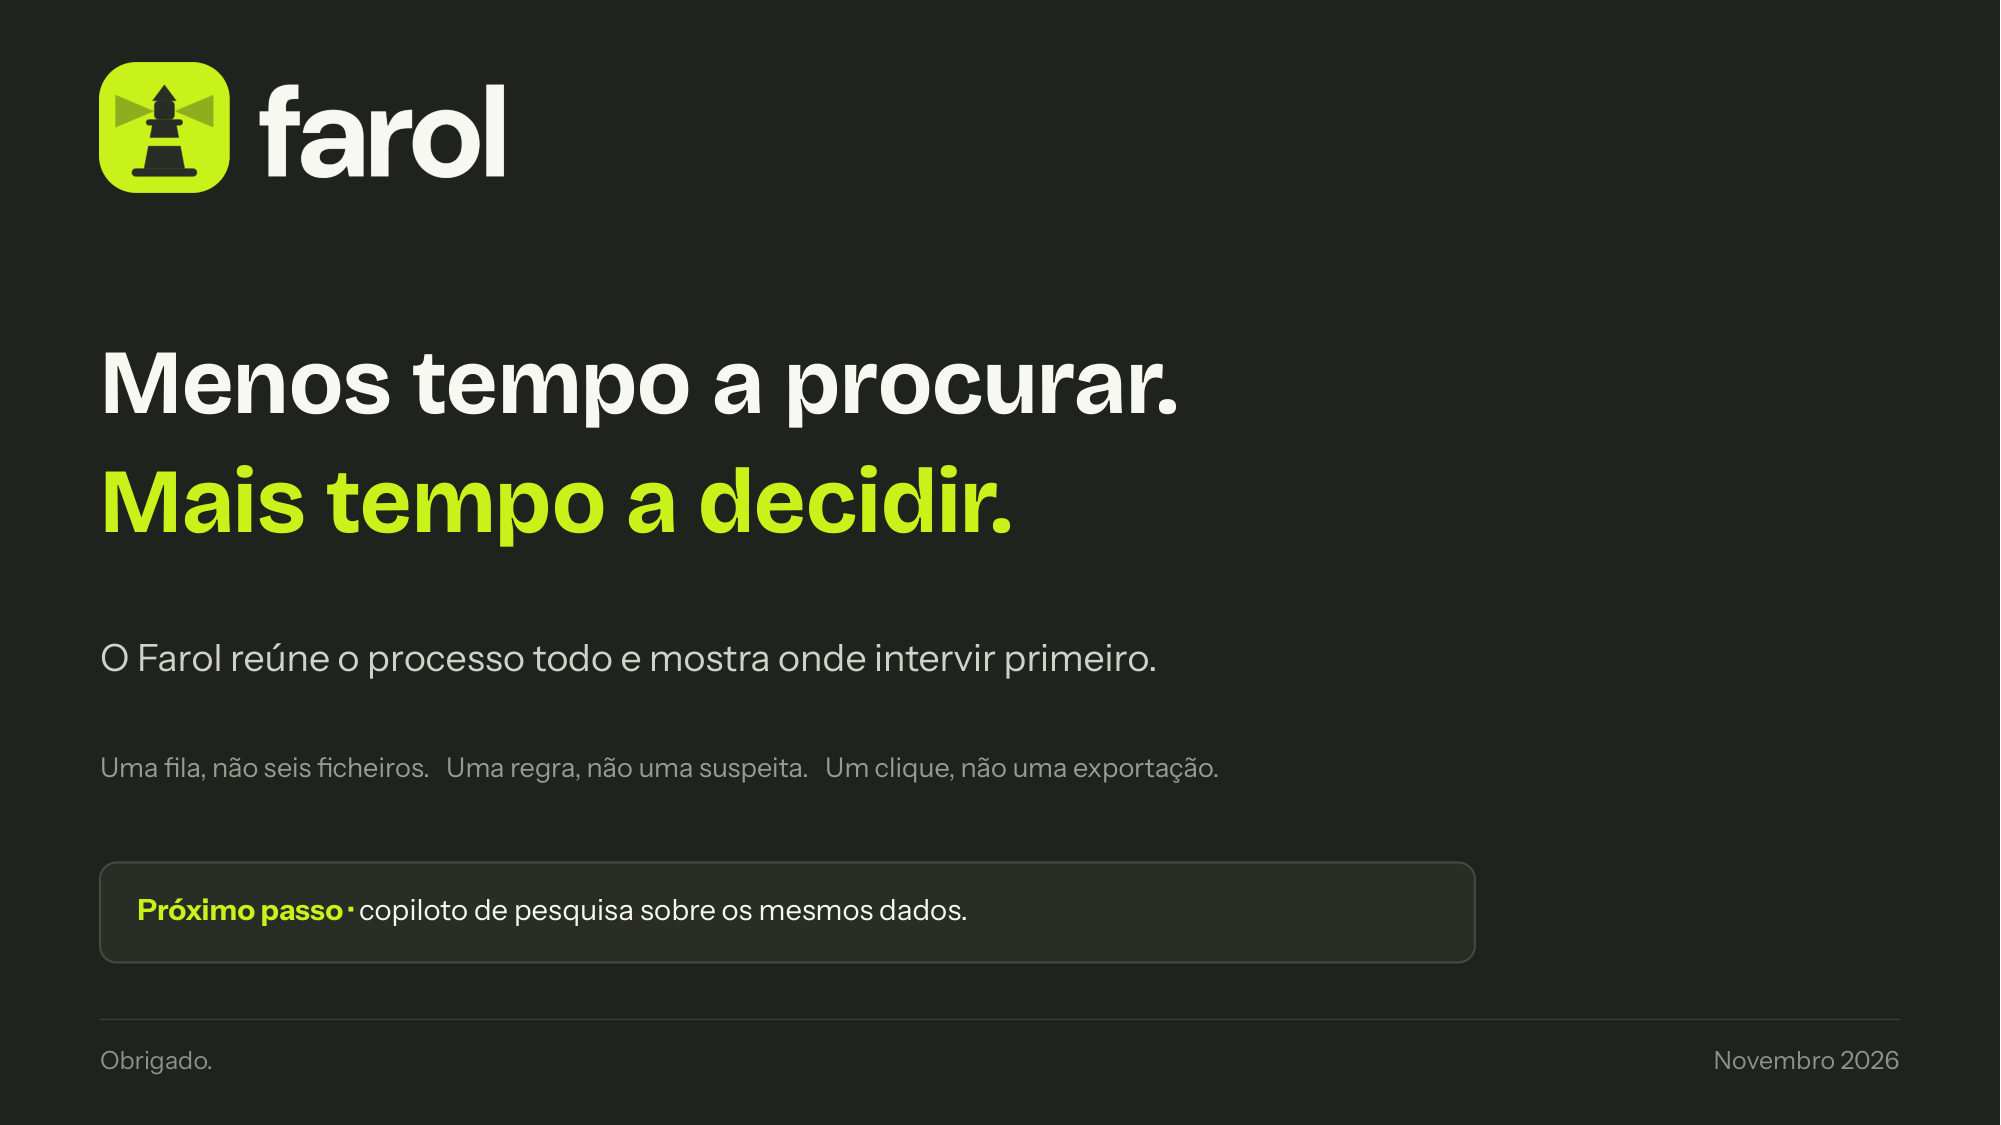 farol
Menos tempo a procurar.
Mais tempo a decidir.
O Farol reúne o processo todo e mostra onde intervir primeiro.
Uma fila, não seis ficheiros. Uma regra, não uma suspeita. Um clique, não uma exportação.
Próximo passo · copiloto de pesquisa sobre os mesmos dados.
Obrigado.
Novembro 2026